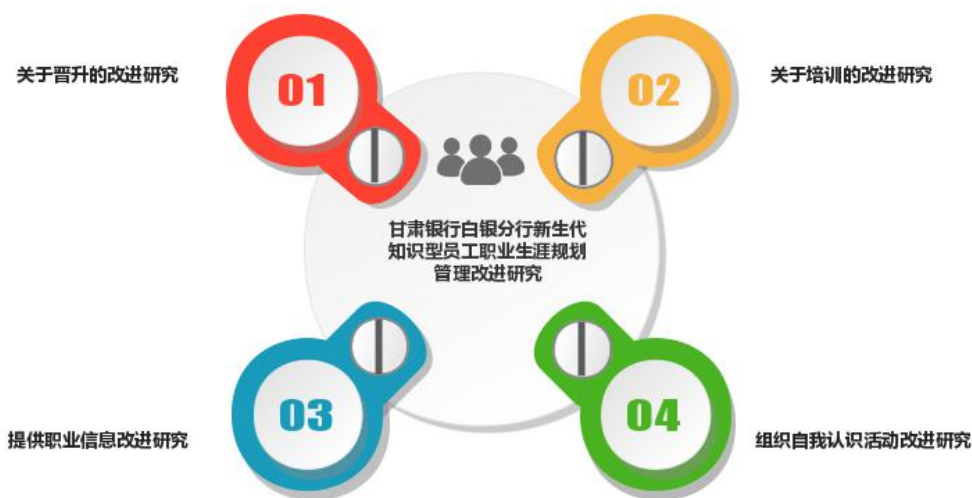 关于晋升的改进研究
01
02
关于培训的改进研究
甘肃银行白银分行新生代
知识型员工职业生涯规划
管理改进研究
提供职业信息改进研究
03
04
组织自我认识活动改进研究